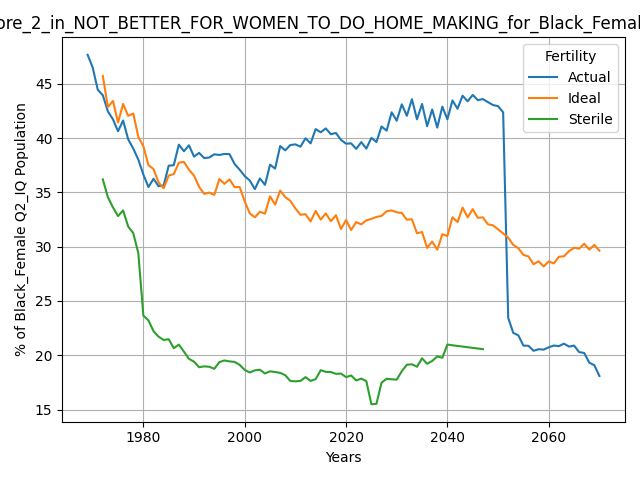 ore_2_in_NOT_BETTER_FOR_WOMEN_TO_DO_HOME_MAKING_for_Black_Femal
Fertility
Actual
Ideal
Sterile
% of Black_Female Q2_IQ Population
45
40
35
30
25
20
15
1980
2000
2020
2040
2060
Years